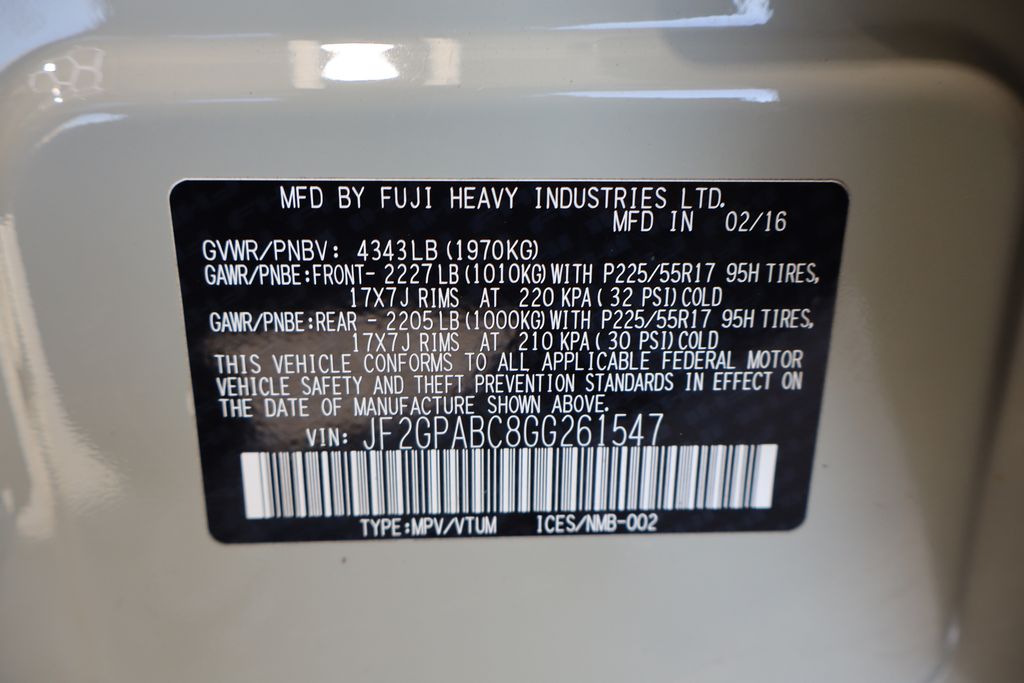 MFD BY FUJI HEAVY INDUSTRIES LTD.
MFD IN 02/16
GVWR/PNBV: 4343LB (1970KG)
GAWR/PNBE:FRONT- 2227LB (1010KG) WITH P225/55R17 95H TIRES,
17X7J RIMS AT 220 KPA ( 32 PSI) COLD
GAWR/PNBE:REAR - 2205LB (1000KG) WITH P225/55R17 95H TIRES,
17X7J RIMS AT 210 KPA ( 30 PSI) COLD
THIS VEHICLE CONFORMS TO ALL APPLICABLE FEDERAL MOTOR
VEHICLE SAFETY AND THEFT PREVENTION STANDARDS IN EFFECT ON
THE DATE OF MANUFACTURE SHOWN ABOVE.
VIN: JF2GPABC8GG261547
TYPE:MPV/VTUM ICES/NMB-002